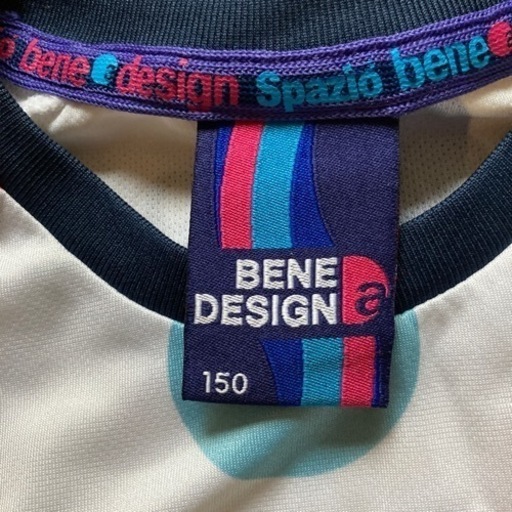 bene a design Spazio bene a
BENE
DESIGN a
150